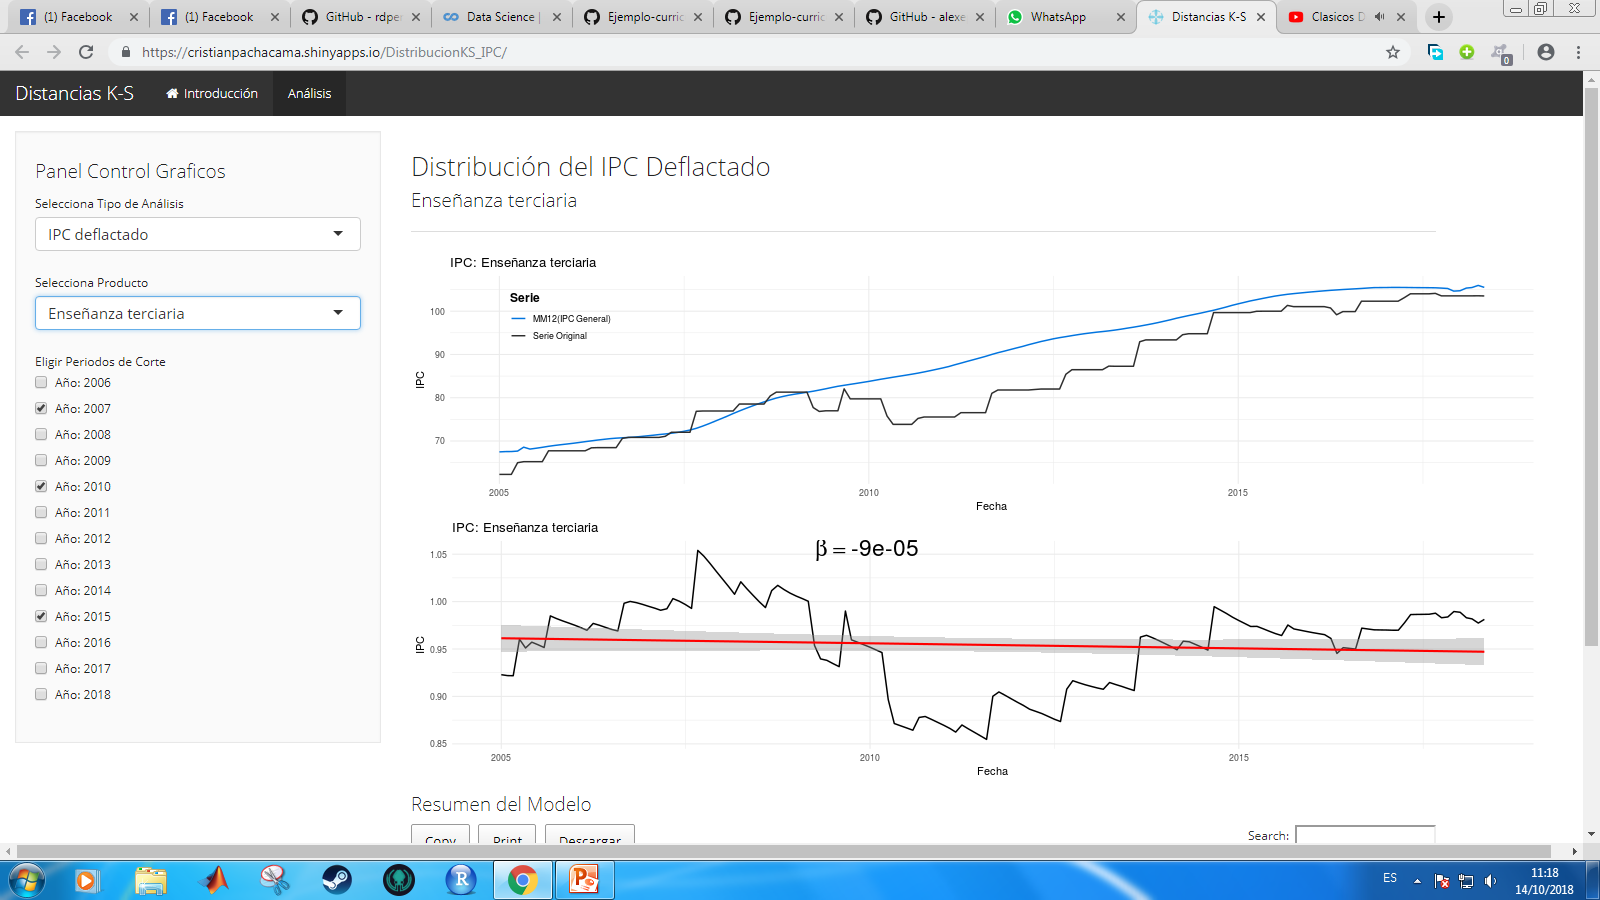 (1) Facebook
(1) Facebook
GitHub - rdpe
Data Science |
Ejemplo-curric
Ejemplo-curric
GitHub - alexe
WhatsApp
Distancias K-S
Clasicos D
https://cristianpachacama.shinyapps.io/DistribucionKS_IPC/
0
Distancias K-S
Introducción
Análisis
Panel Control Graficos
Selecciona Tipo de Análisis
IPC deflactado
Selecciona Producto
Enseñanza terciaria
Eligir Periodos de Corte
Año: 2006
Año: 2007
Año: 2008
Año: 2009
Año: 2010
Año: 2011
Año: 2012
Año: 2013
Año: 2014
Año: 2015
Año: 2016
Año: 2017
Año: 2018
Distribución del IPC Deflactado
Enseñanza terciaria
IPC: Enseñanza terciaria
Serie
MM12(IPC General)
Serie Original
100
90
80
70
IPC
2005
2010
2015
Fecha
IPC: Enseñanza terciaria
β = -9e-05
1.05
1.00
0.95
0.90
0.85
IPC
2005
2010
2015
Fecha
Resumen del Modelo
Copy
Print
Descargar
Search:
ES
11:18
14/10/2018